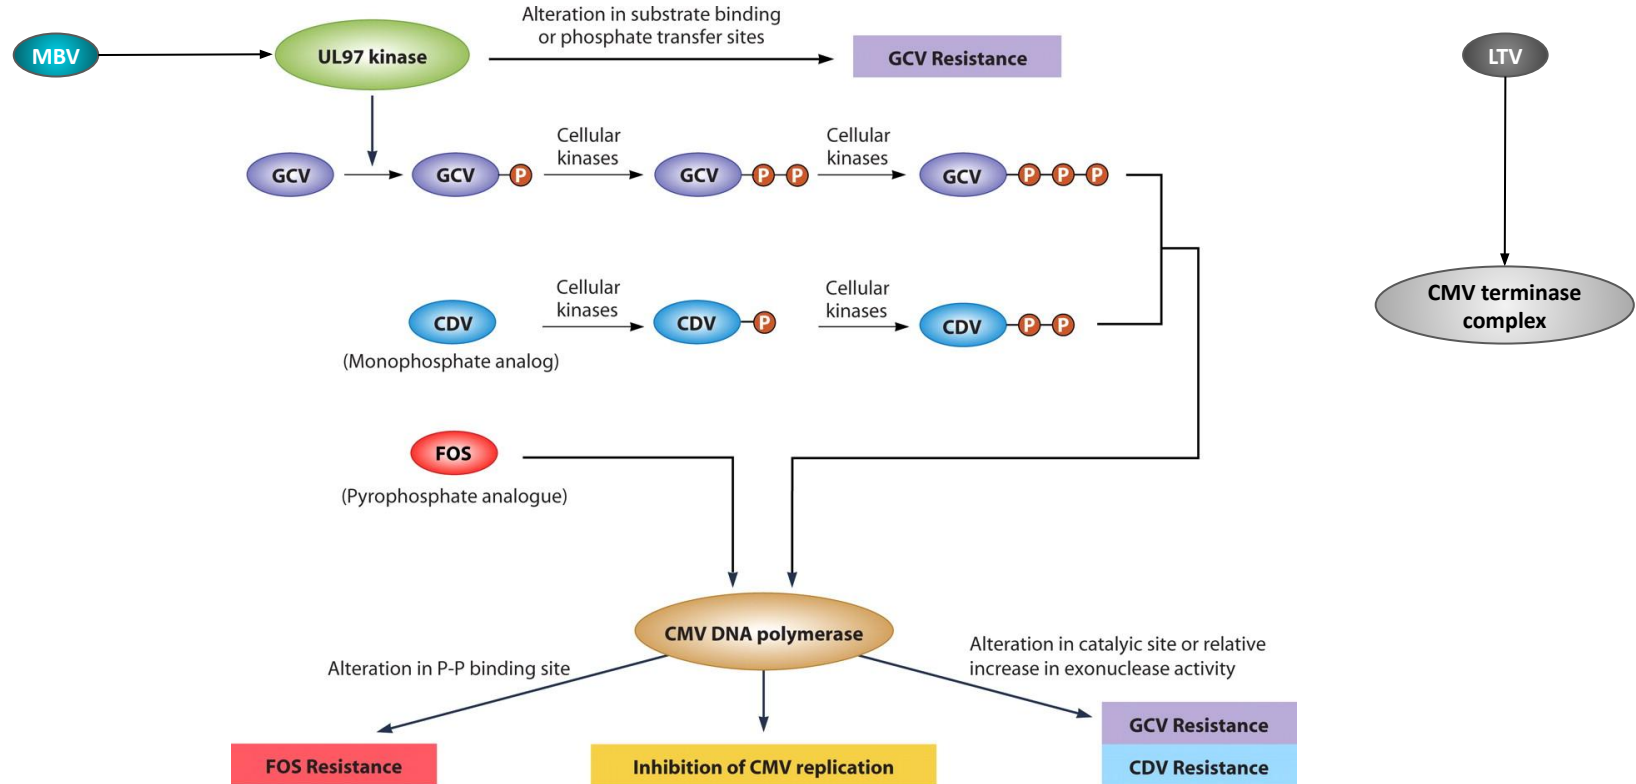 Alteration in substrate binding
or phosphate transfer sites
MBV
UL97 kinase
GCV Resistance
LTV
Cellular
kinases
Cellular
kinases
GCV
GCV
P
GCV
P P
GCV
P P P
Cellular
kinases
Cellular
kinases
CMV terminase
complex
CDV
CDV
P
CDV
P P
(Monophosphate analog)
FOS
(Pyrophosphate analogue)
CMV DNA polymerase
Alteration in P-P binding site
Alteration in catalyic site or relative
increase in exonuclease activity
GCV Resistance
FOS Resistance
Inhibition of CMV replication
CDV Resistance